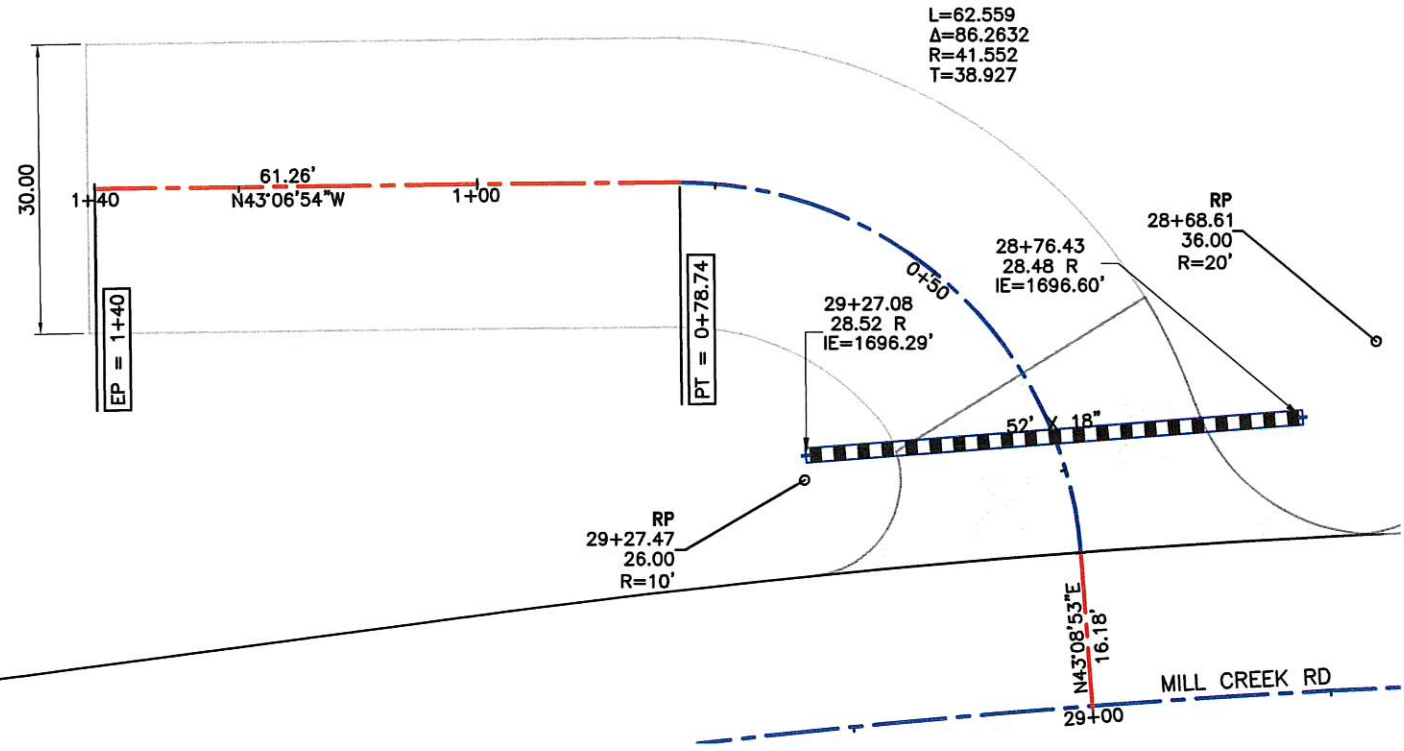 L=62.559
Δ=86.2632
R=41.552
T=38.927
30.00
61.26'
1+40
N43°06'54"W
1+00
EP = 1+40
PT = 0+78.74
0+50
RP
28+68.61
36.00
R=20'
28+76.43
28.48 R
IE=1696.60'
29+27.08
28.52 R
IE=1696.29'
52' X 18"
RP
29+27.47
26.00
R=10'
N43°08'53"E
16.18'
MILL CREEK RD
29+00